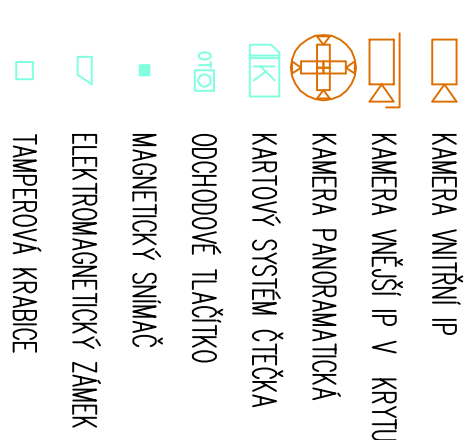 KAMERA VNITŘNÍ IP
KAMERA VNĚJŠÍ IP V KRYTU
KAMERA PANORAMATICKÁ
KARTOVÝ SYSTÉM ČTEČKA
K
ODCHODOVÉ TLAČÍTKO
OT
MAGNETICKÝ SNÍMAČ
ELEKTROMAGNETICKÝ ZÁMEK
TAMPEROVÁ KRABICE